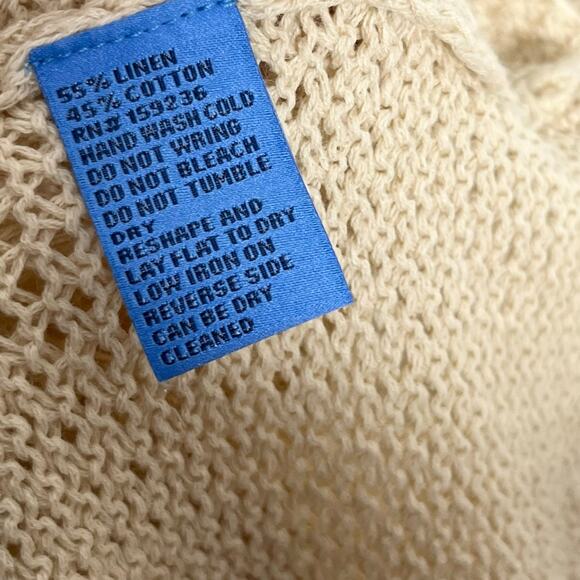 55% LINEN
45% COTTON
RN# 159236
HAND WASH COLD
DO NOT WRING
DO NOT BLEACH
DO NOT TUMBLE
DRY
RESHAPE AND
LAY FLAT TO DRY
LOW IRON ON
REVERSE SIDE
CAN BE DRY
CLEANED